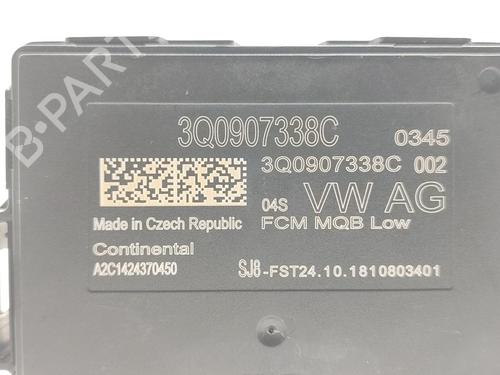 3Q0907338C 0345
3Q0907338C 002
04S VW AG
Made in Czech Republic FCM MQB Low
Continental
A2C1424370450 SJ8-FST24.10.1810803401
B-PARTS